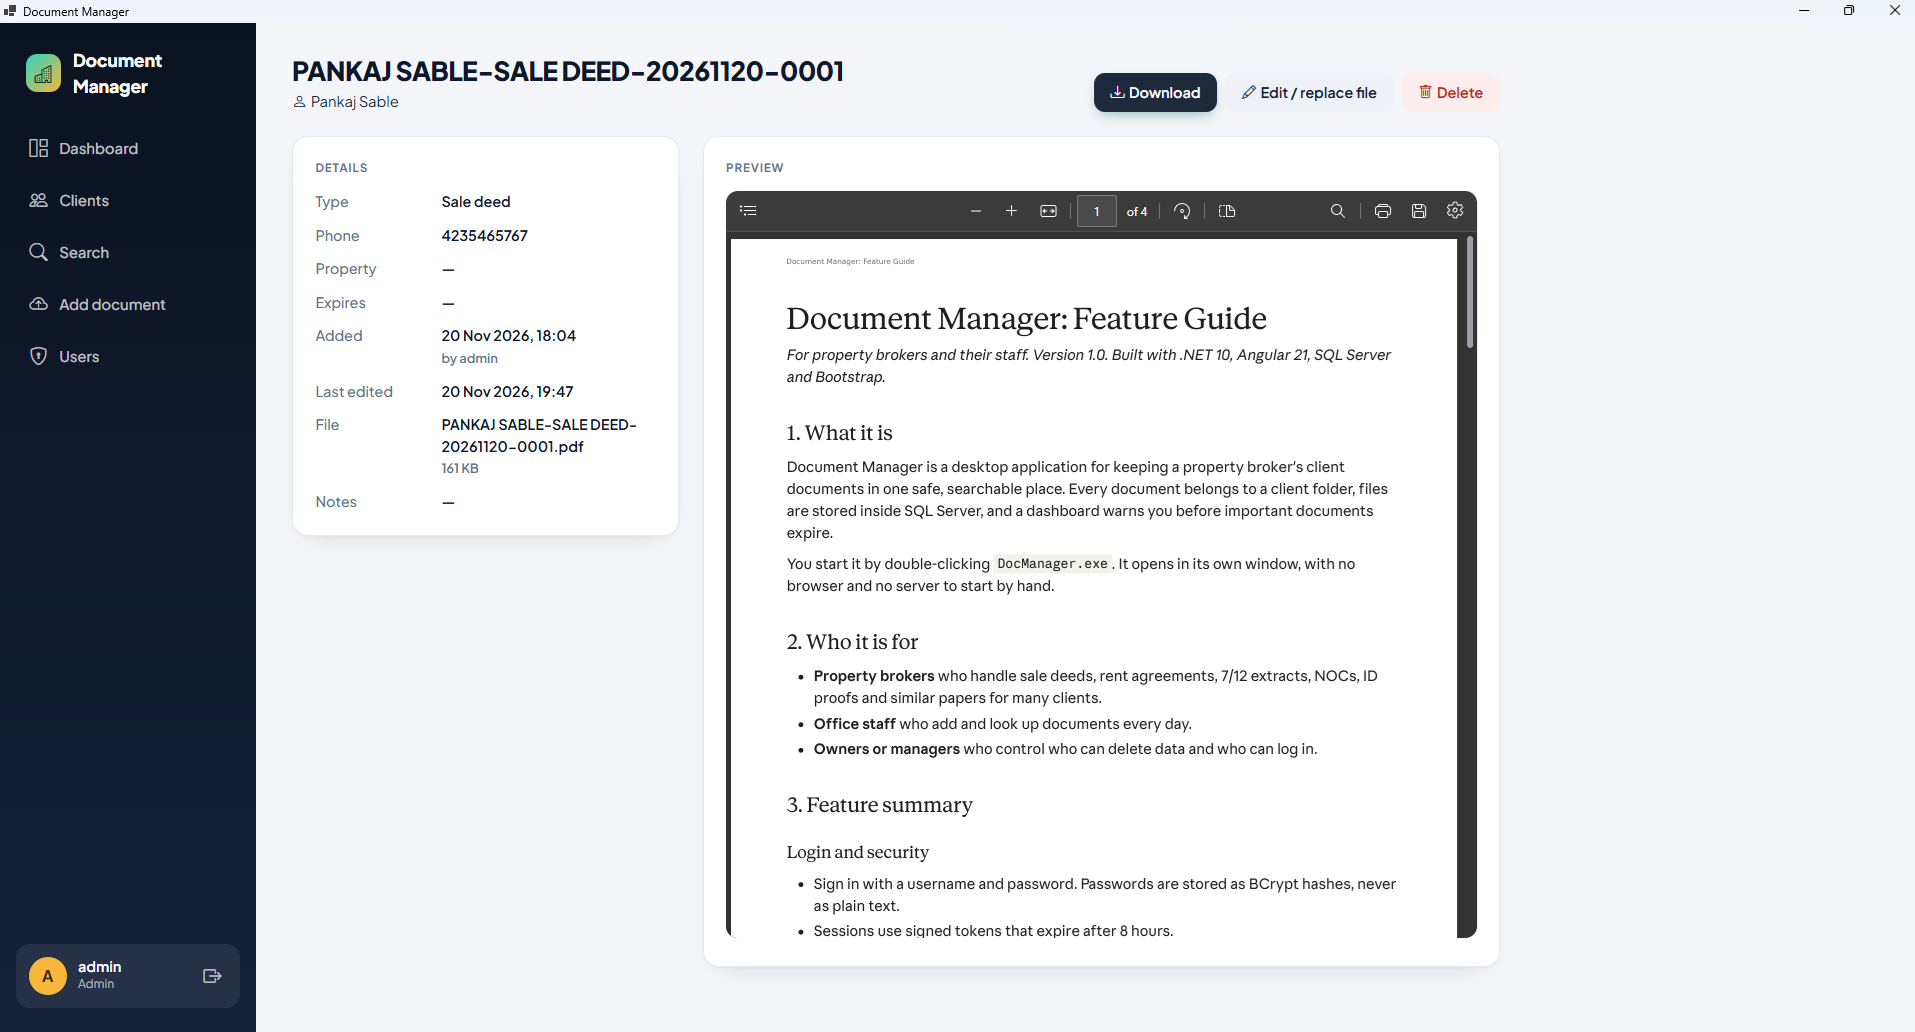 Document Manager
Document
Manager
Dashboard
Clients
Search
Add document
Users
A
admin
Admin
PANKAJ SABLE-SALE DEED-20261120-0001
Pankaj Sable
Download
Edit / replace file
Delete
DETAILS
Type Sale deed
Phone 4235465767
Property —
Expires —
Added 20 Nov 2026, 18:04
by admin
Last edited 20 Nov 2026, 19:47
File PANKAJ SABLE-SALE DEED-
20261120-0001.pdf
161 KB
Notes —
PREVIEW
1 of 4
Document Manager: Feature Guide
Document Manager: Feature Guide
For property brokers and their staff. Version 1.0. Built with .NET 10, Angular 21, SQL Server
and Bootstrap.
1. What it is
Document Manager is a desktop application for keeping a property broker's client
documents in one safe, searchable place. Every document belongs to a client folder, files
are stored inside SQL Server, and a dashboard warns you before important documents
expire.
You start it by double-clicking DocManager.exe. It opens in its own window, with no
browser and no server to start by hand.
2. Who it is for
• Property brokers who handle sale deeds, rent agreements, 7/12 extracts, NOCs, ID
proofs and similar papers for many clients.
• Office staff who add and look up documents every day.
• Owners or managers who control who can delete data and who can log in.
3. Feature summary
Login and security
• Sign in with a username and password. Passwords are stored as BCrypt hashes, never
as plain text.
• Sessions use signed tokens that expire after 8 hours.